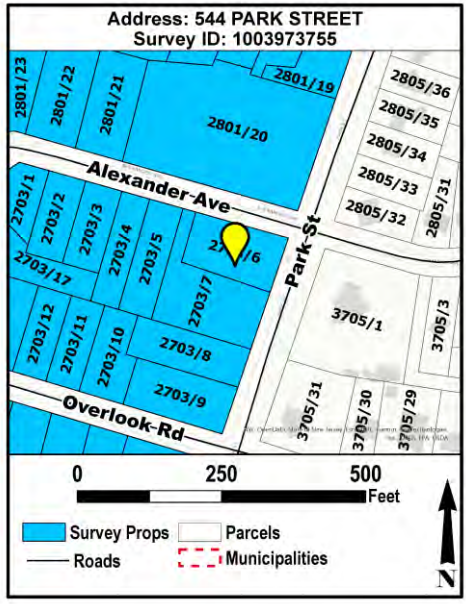 Address: 544 PARK STREET
Survey ID: 1003973755
2801/23
2801/22
2801/21
2801/19
2801/20
2805/36
2805/35
2805/34
2805/33
2805/32
2805/31
Alexander Ave
Park St
2703/1
2703/2
2703/3
2703/4
2703/5
2703/7
2703/17
2703/12
2703/11
2703/10
2703/8
2703/9
3705/1
3705/3
3705/31
3705/30
3705/29
Overlook Rd
0 250 500
Feet
Survey Props
Parcels
Roads
Municipalities
N